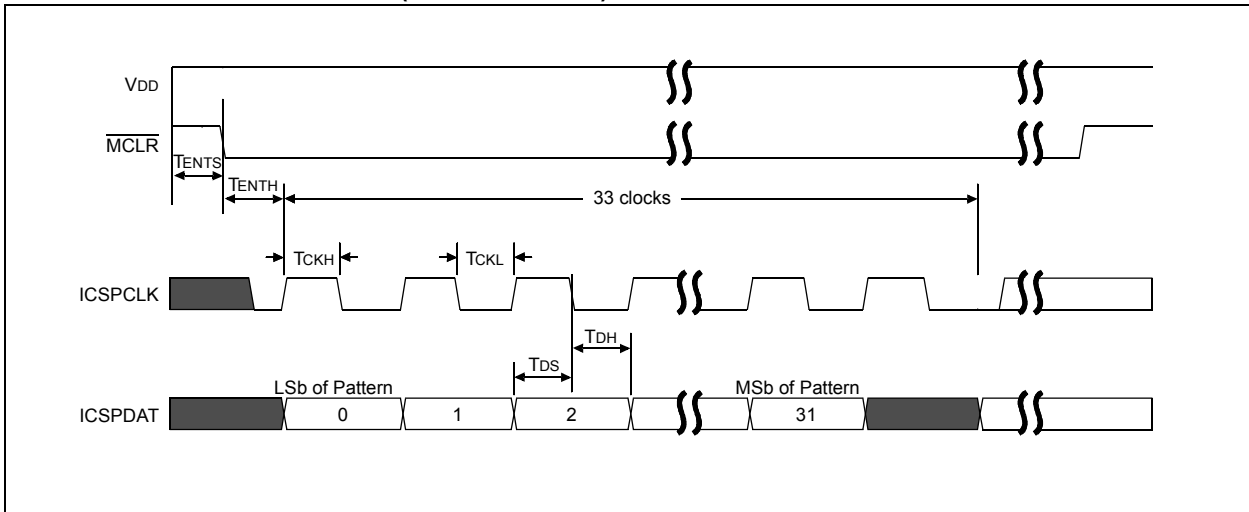 VDD
MCLR
TENTS
TENTH
33 clocks
TCKH
TCKL
ICSPCLK
TDH
TDS
LSb of Pattern
MSb of Pattern
ICSPDAT
0
1
2
31